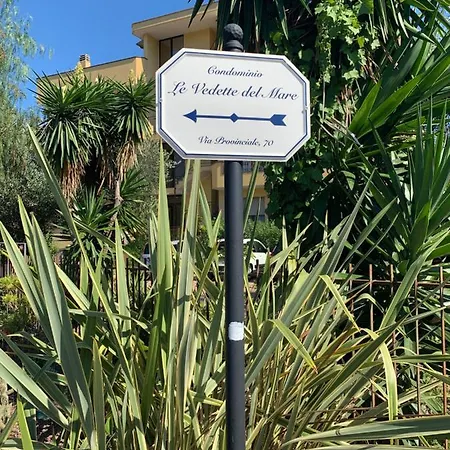 Condominio
Le Vedette del Mare
Via Provinciale, 70